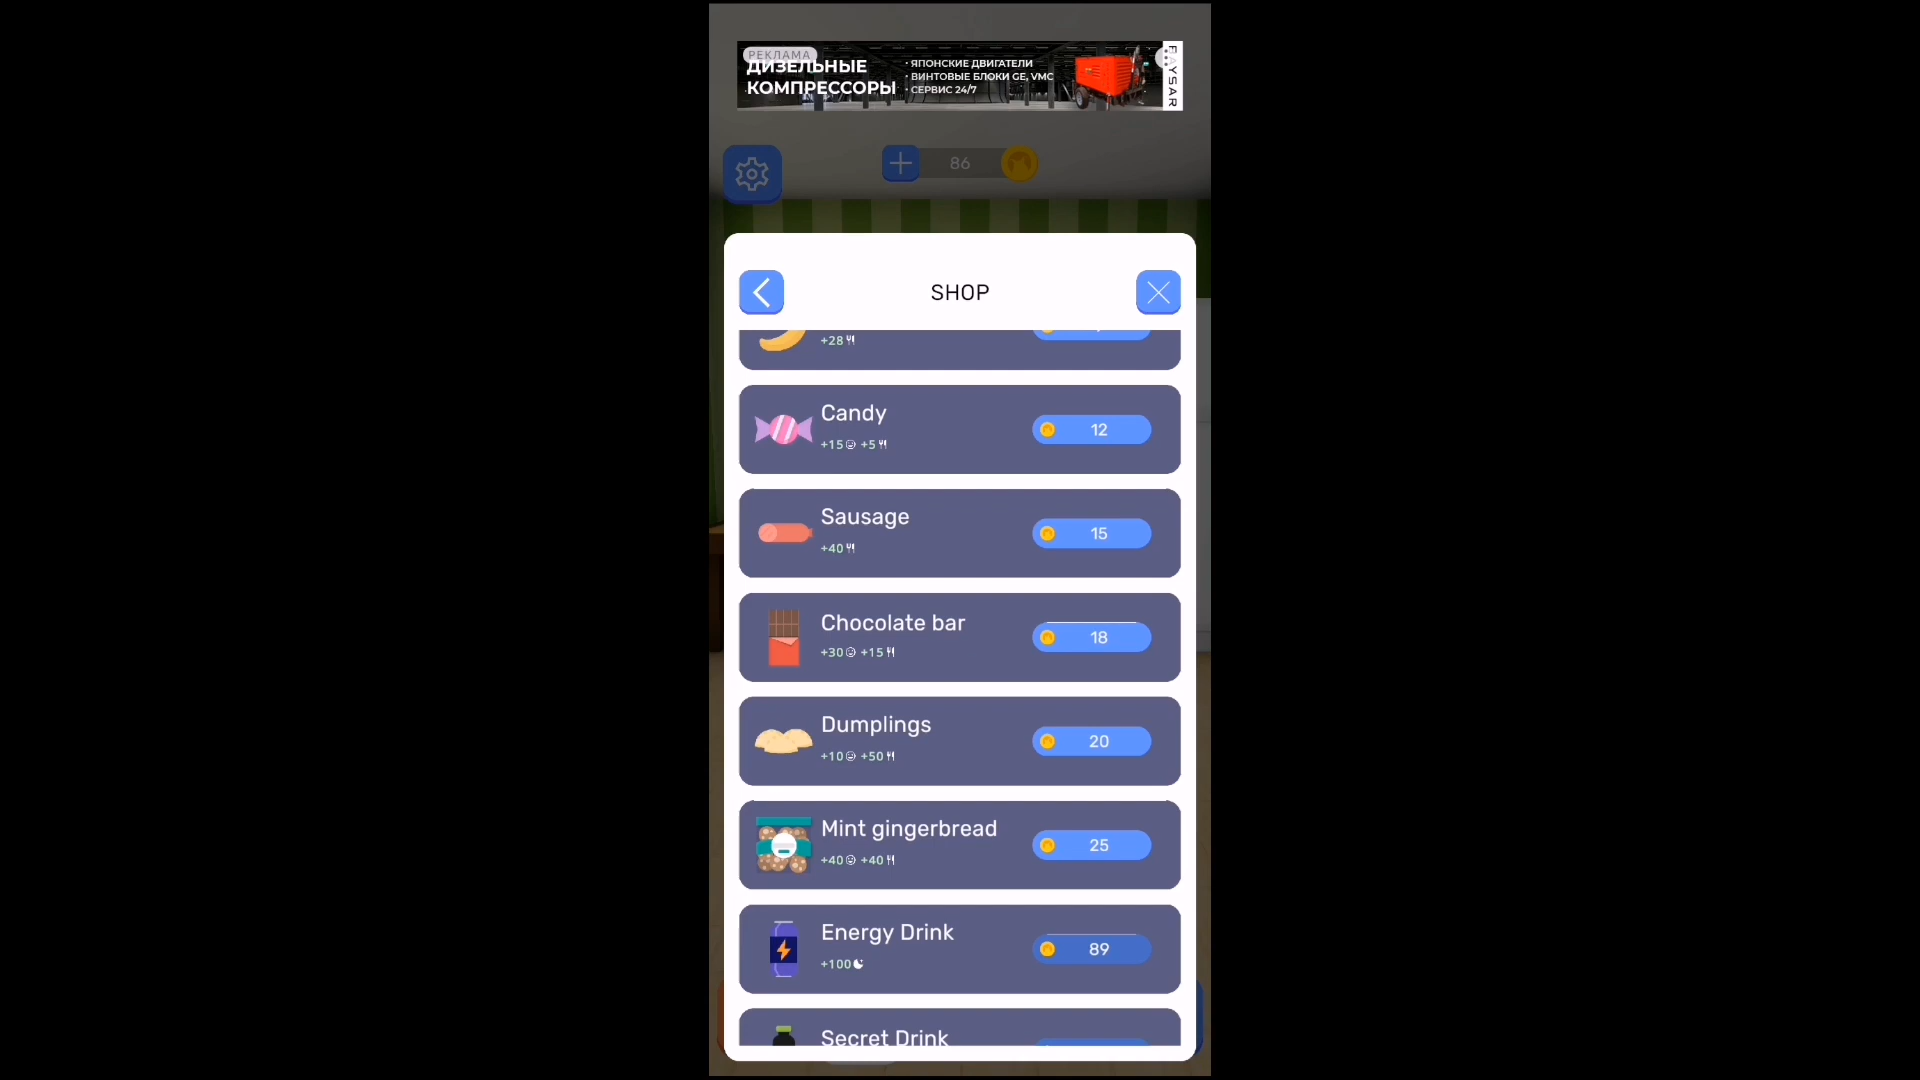 РЕКЛАМА
ДИЗЕЛЬНЫЕ
КОМПРЕССОРЫ
· ЯПОНСКИЕ ДВИГАТЕЛИ
· ВИНТОВЫЕ БЛОКИ GE, VMC
· СЕРВИС 24/7
86
SHOP
+28
Candy
+15 +5
12
Sausage
+40
15
Chocolate bar
+30 +15
18
Dumplings
+10 +50
20
Mint gingerbread
+40 +40
25
Energy Drink
+100
89
Secret Drink